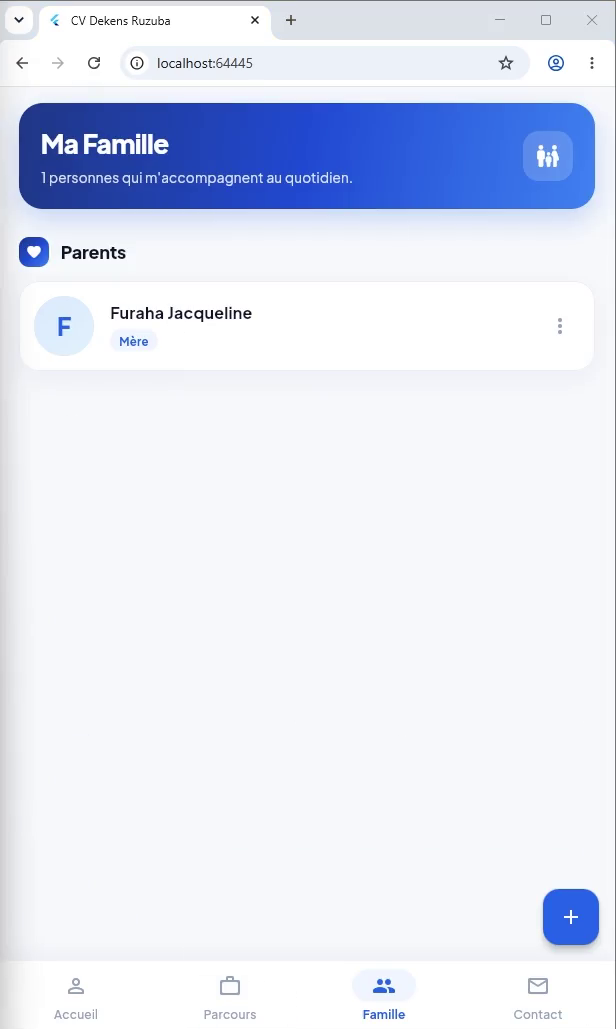 CV Dekens Ruzuba
localhost:64445
Ma Famille
1 personnes qui m'accompagnent au quotidien.
Parents
F
Furaha Jacqueline
Mère
Accueil
Parcours
Famille
Contact